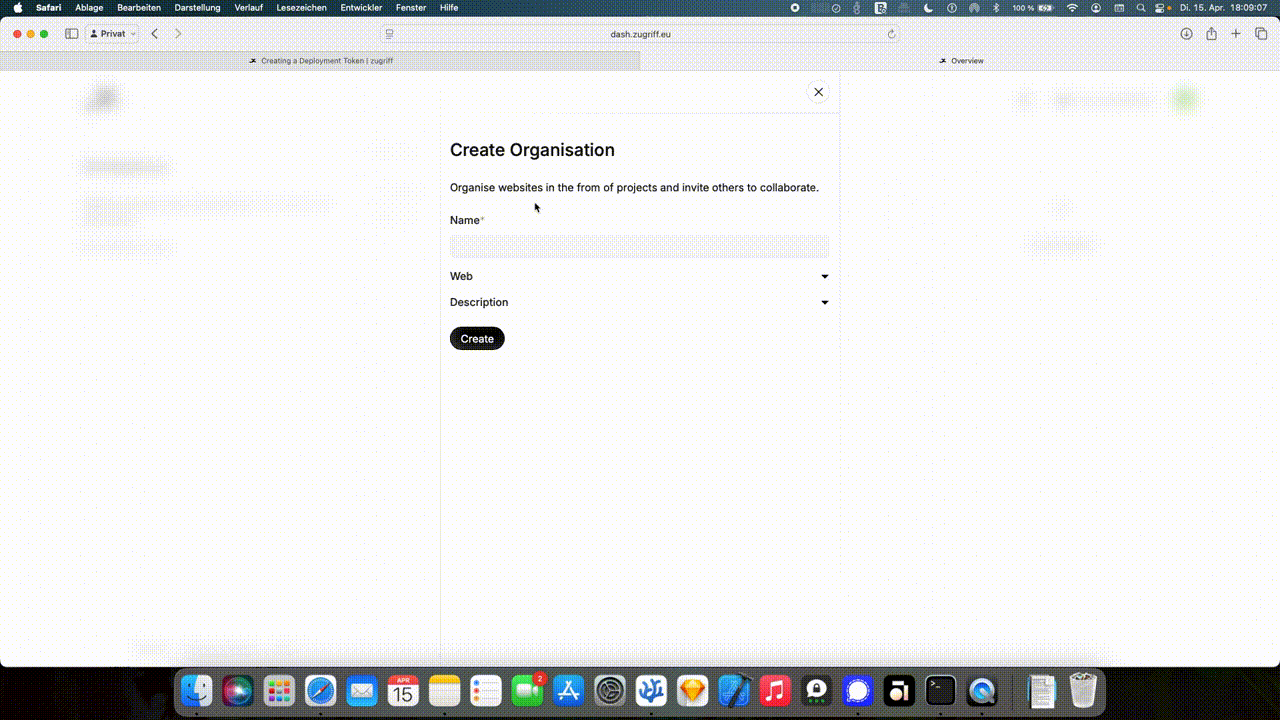 Safari Ablage Bearbeiten Darstellung Verlauf Lesezeichen Entwickler Fenster Hilfe 100 % Di. 15. Apr. 18:09:07
Privat dash.zugriff.eu
Creating a Deployment Token | zugriff Overview
Create Organisation
Organise websites in the from of projects and invite others to collaborate.
Name*
Web
Description
Create
APR
15
2